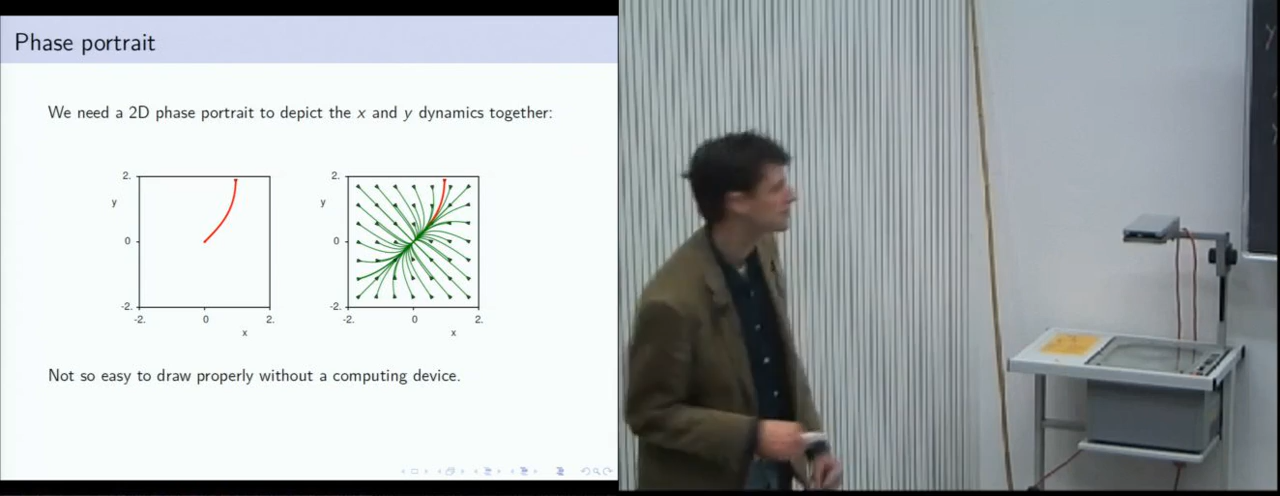 Phase portrait
We need a 2D phase portrait to depict the x and y dynamics together:
2.
y
0
-2.
-2.
0
2.
x
2.
y
0
-2.
-2.
0
2.
x
Not so easy to draw properly without a computing device.